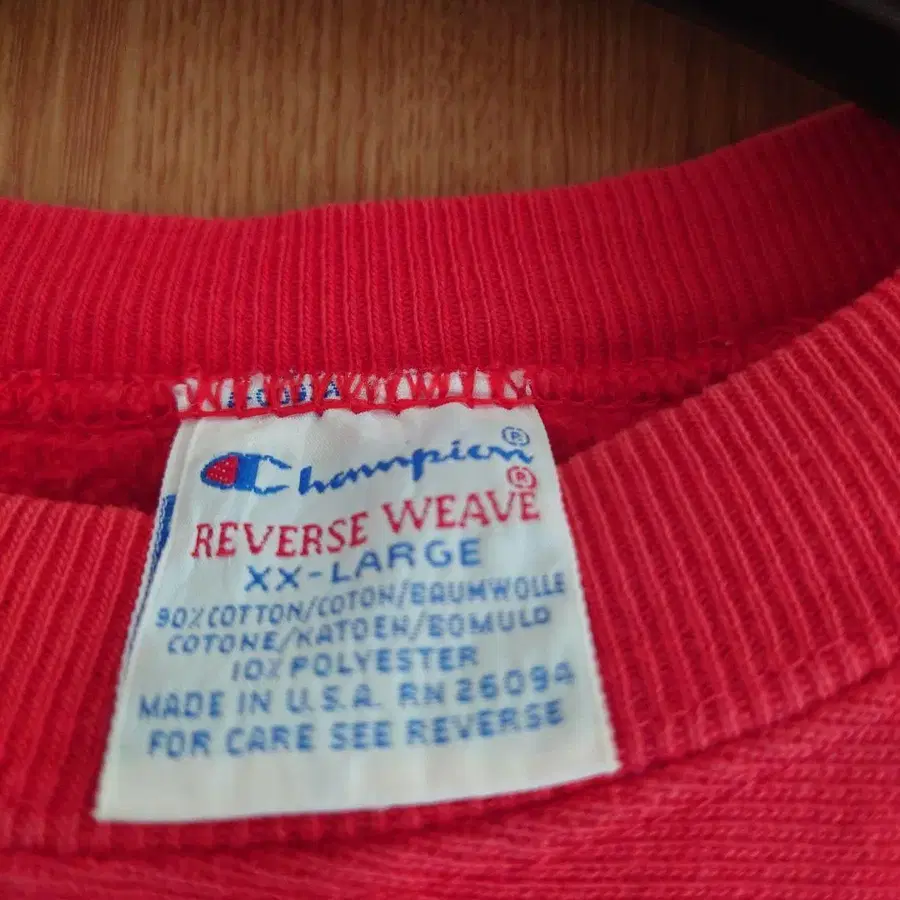 Champion®
REVERSE WEAVE®
XX-LARGE
90% COTTON/COTON/BAUMWOLLE
COTONE/KATOEN/BOMULD
10% POLYESTER
MADE IN U.S.A. RN 26094
FOR CARE SEE REVERSE